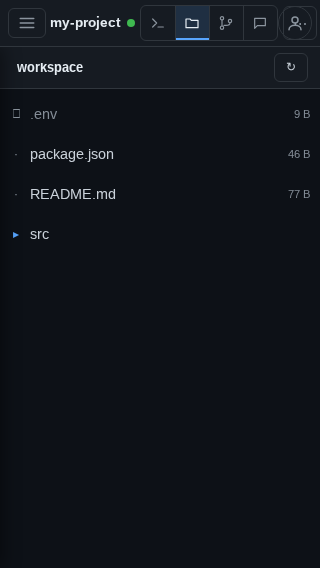 my-project
workspace
.env 9 B
package.json 46 B
README.md 77 B
src